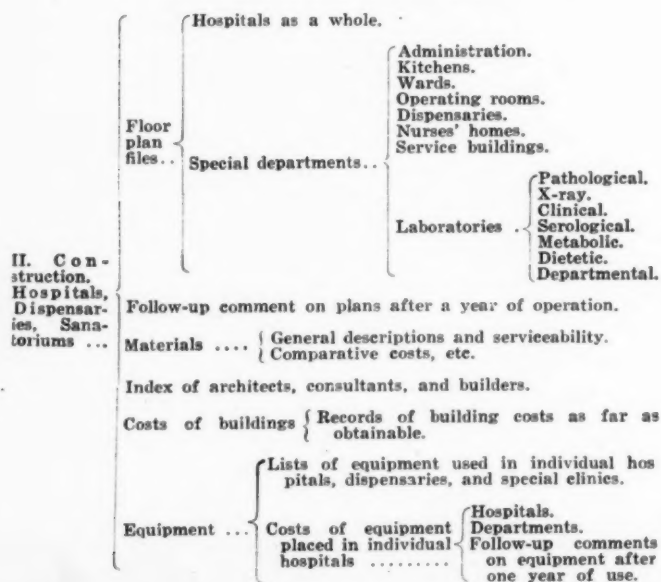 Hospitals as a whole.
Administration.
Kitchens.
Wards.
Operating rooms.
Dispensaries.
Nurses' homes.
Service buildings.
Floor
plan
files..
Special departments..
Laboratories .
Pathological.
X-ray.
Clinical.
Serological.
Metabolic.
Dietetic.
Departmental.
II. Con-
struction.
Hospitals,
Dispensar-
ies, Sana-
toriums ...
Follow-up comment on plans after a year of operation.
Materials ....
General descriptions and serviceability.
Comparative costs, etc.
Index of architects, consultants, and builders.
Costs of buildings
Records of building costs as far as
obtainable.
Equipment ...
Lists of equipment used in individual hos
pitals, dispensaries, and special clinics.
Costs of equipment
placed in individual
hospitals .........
Hospitals.
Departments.
Follow-up comments
on equipment after
one year of use.